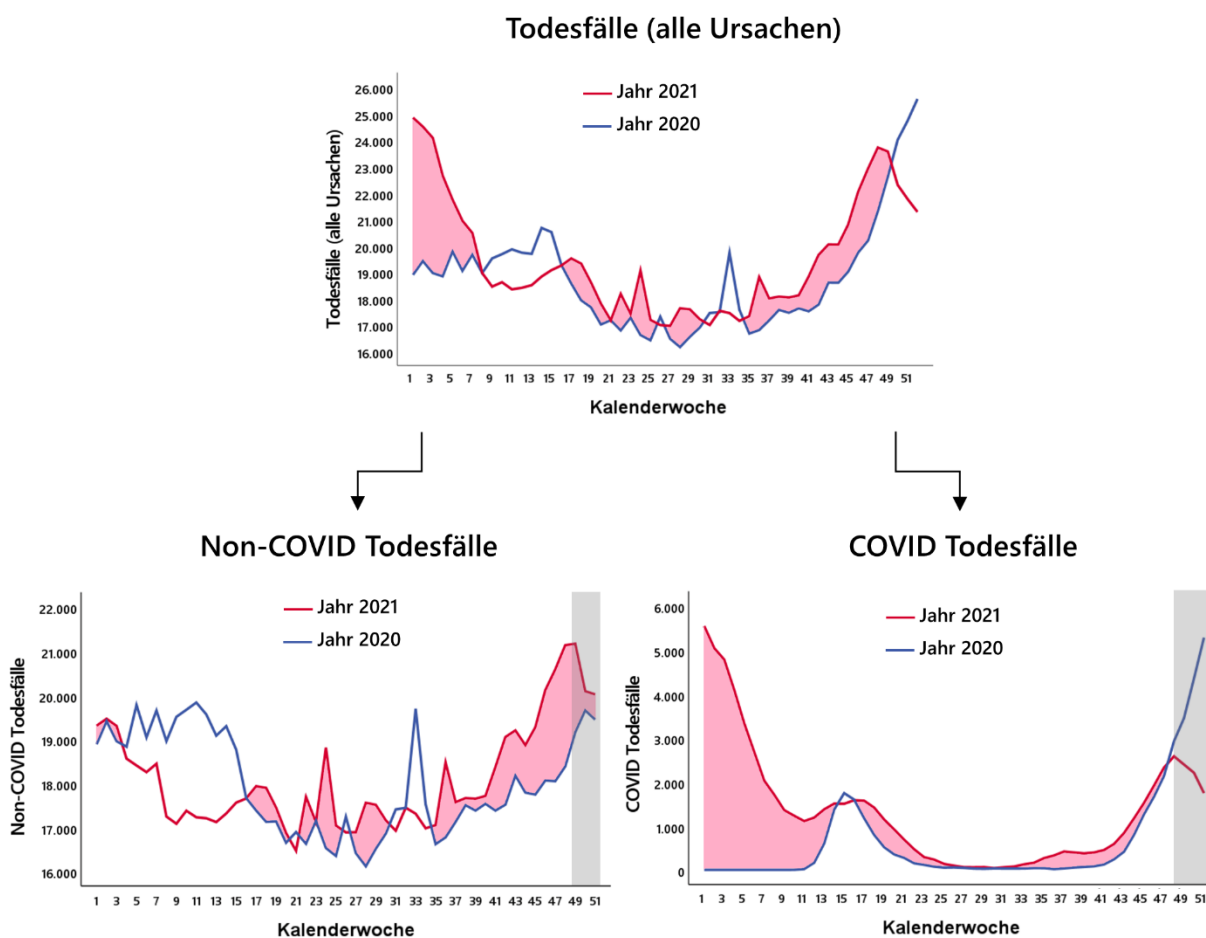 Todesfälle (alle Ursachen)
26.000
25.000
24.000
23.000
22.000
21.000
20.000
19.000
18.000
17.000
16.000
Todesfälle (alle Ursachen)
Jahr 2021
Jahr 2020
1 3 5 7 9 11 13 15 17 19 21 23 25 27 29 31 33 35 37 39 41 43 45 47 49 51
Kalenderwoche
Non-COVID Todesfälle
22.000
21.000
20.000
19.000
18.000
17.000
16.000
Non-COVID Todesfälle
Jahr 2021
Jahr 2020
1 3 5 7 9 11 13 15 17 19 21 23 25 27 29 31 33 35 37 39 41 43 45 47 49 51
Kalenderwoche
COVID Todesfälle
6.000
5.000
4.000
3.000
2.000
1.000
0
COVID Todesfälle
Jahr 2021
Jahr 2020
1 3 5 7 9 11 13 15 17 19 21 23 25 27 29 31 33 35 37 39 41 43 45 47 49 51
Kalenderwoche